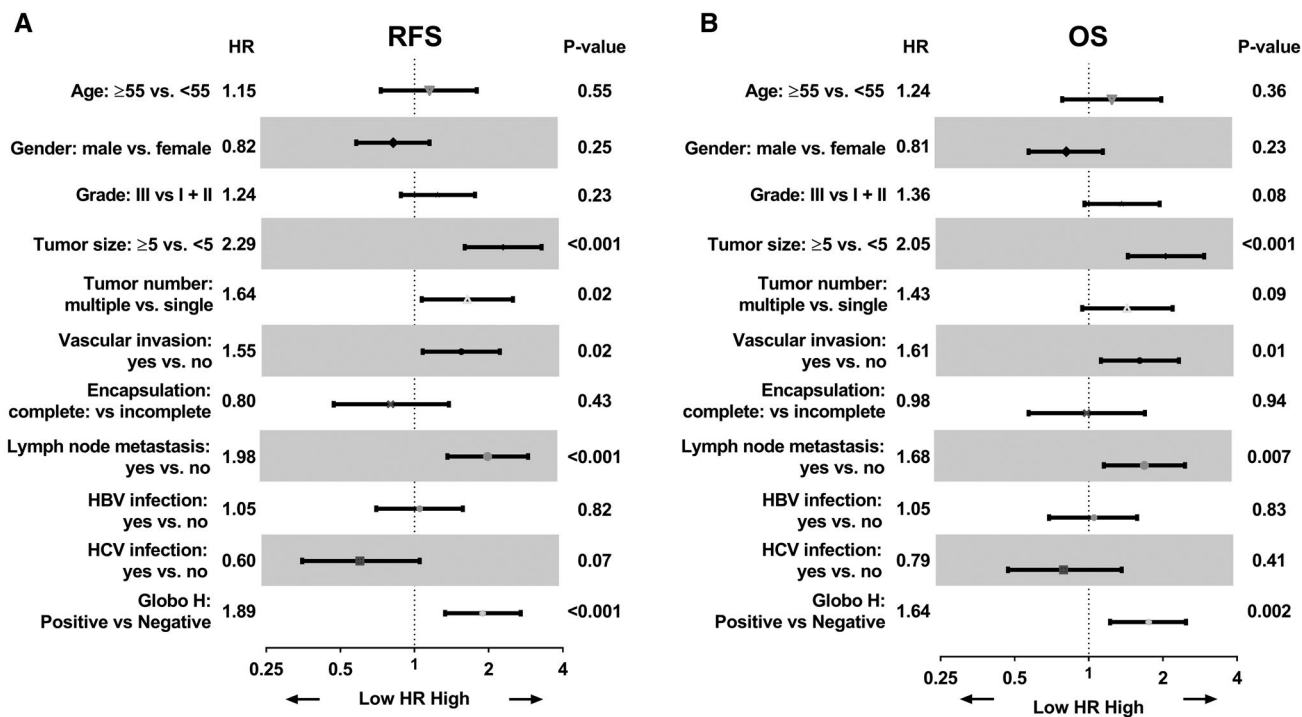 A
RFS
HR
P-value
Age: ≥55 vs. <55 1.15 0.55
Gender: male vs. female 0.82 0.25
Grade: III vs I + II 1.24 0.23
Tumor size: ≥5 vs. <5 2.29 <0.001
Tumor number:
multiple vs. single 1.64 0.02
Vascular invasion:
yes vs. no 1.55 0.02
Encapsulation:
complete: vs incomplete 0.80 0.43
Lymph node metastasis:
yes vs. no 1.98 <0.001
HBV infection:
yes vs. no 1.05 0.82
HCV infection:
yes vs. no 0.60 0.07
Globo H:
Positive vs Negative 1.89 <0.001
0.25 0.5 1 2 4
Low HR High
B
OS
HR
P-value
Age: ≥55 vs. <55 1.24 0.36
Gender: male vs. female 0.81 0.23
Grade: III vs I + II 1.36 0.08
Tumor size: ≥5 vs. <5 2.05 <0.001
Tumor number:
multiple vs. single 1.43 0.09
Vascular invasion:
yes vs. no 1.61 0.01
Encapsulation:
complete: vs incomplete 0.98 0.94
Lymph node metastasis:
yes vs. no 1.68 0.007
HBV infection:
yes vs. no 1.05 0.83
HCV infection:
yes vs. no 0.79 0.41
Globo H:
Positive vs Negative 1.64 0.002
0.25 0.5 1 2 4
Low HR High